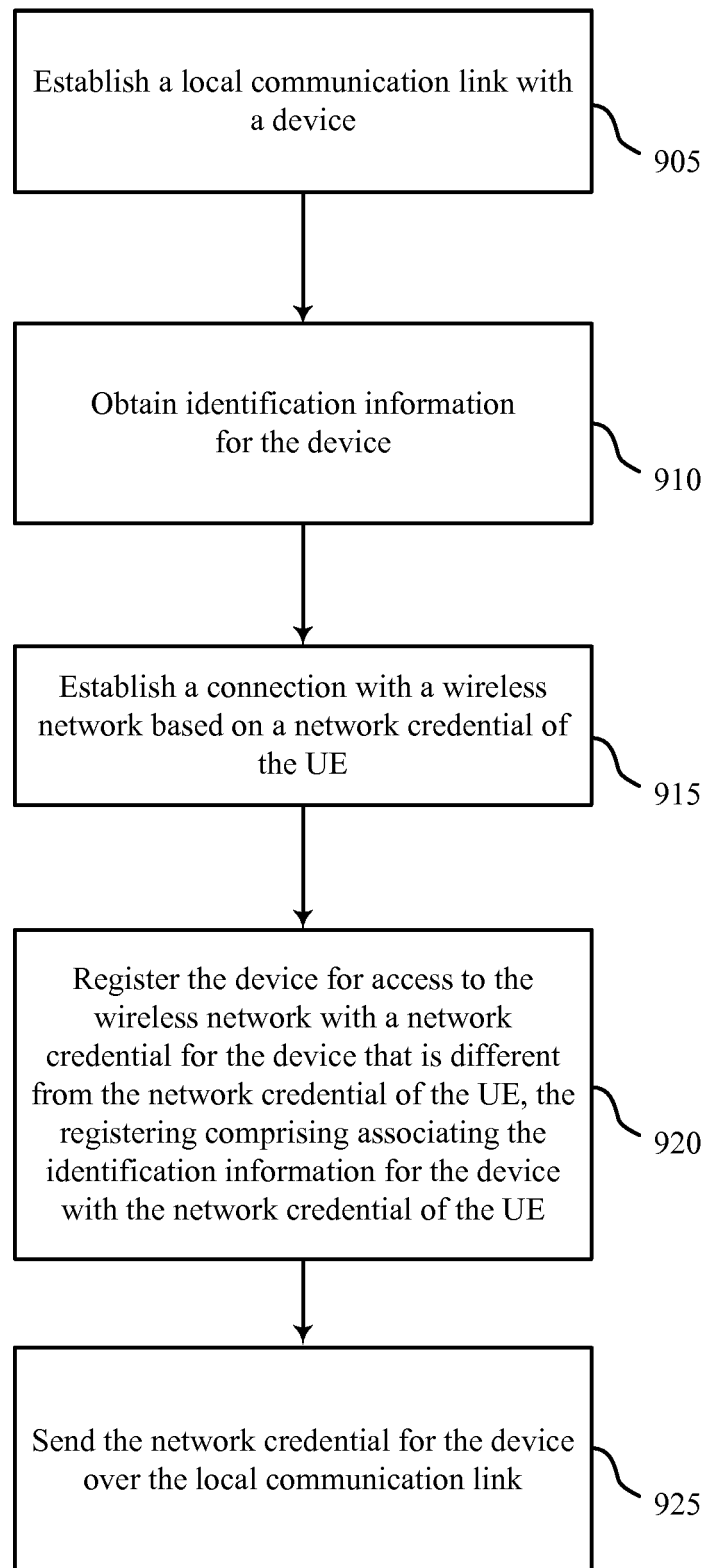 Establish a local communication link with
a device
905
Obtain identification information
for the device
910
Establish a connection with a wireless
network based on a network credential of
the UE
915
Register the device for access to the
wireless network with a network
credential for the device that is different
from the network credential of the UE, the
registering comprising associating the
identification information for the device
with the network credential of the UE
920
Send the network credential for the device
over the local communication link
925